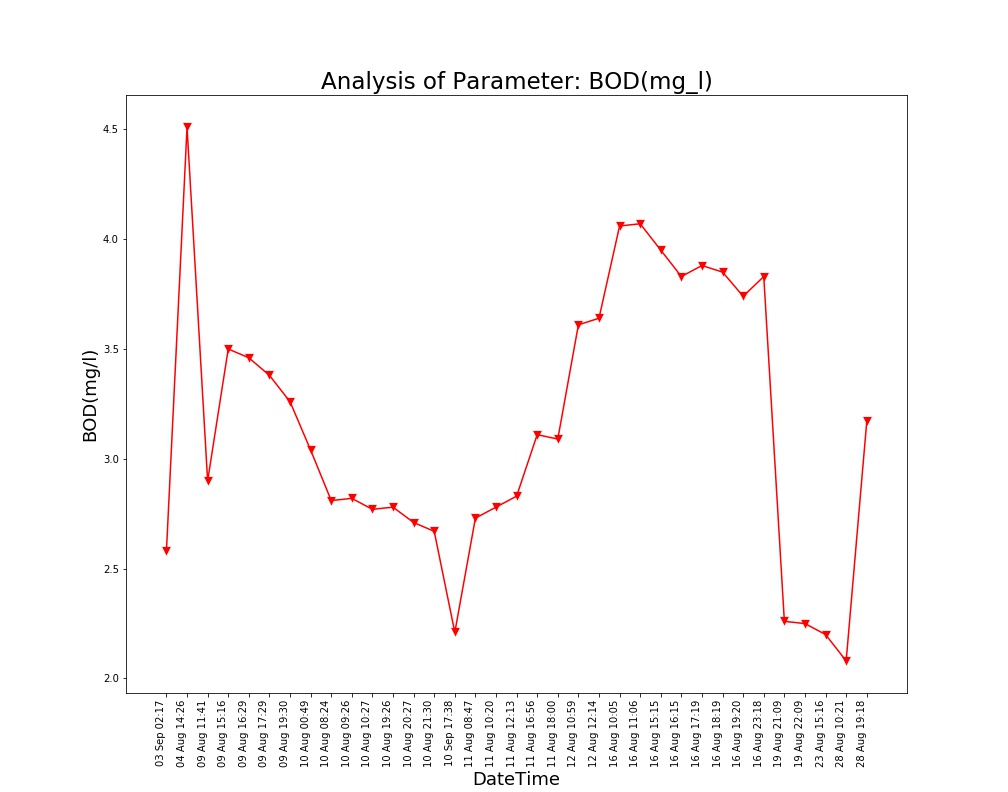 Analysis of Parameter: BOD(mg_l)
BOD(mg/l)
4.5
4.0
3.5
3.0
2.5
2.0
03 Sep 02:17
04 Aug 14:26
09 Aug 11:41
09 Aug 15:16
09 Aug 16:29
09 Aug 17:29
09 Aug 19:30
10 Aug 00:49
10 Aug 08:24
10 Aug 09:26
10 Aug 10:27
10 Aug 19:26
10 Aug 20:27
10 Aug 21:30
10 Sep 17:38
11 Aug 08:47
11 Aug 10:20
11 Aug 12:13
11 Aug 16:56
11 Aug 18:00
12 Aug 10:59
12 Aug 12:14
16 Aug 10:05
16 Aug 11:06
16 Aug 15:15
16 Aug 16:15
16 Aug 17:19
16 Aug 18:19
16 Aug 19:20
16 Aug 23:18
19 Aug 21:09
19 Aug 22:09
23 Aug 15:16
28 Aug 10:21
28 Aug 19:18
DateTime